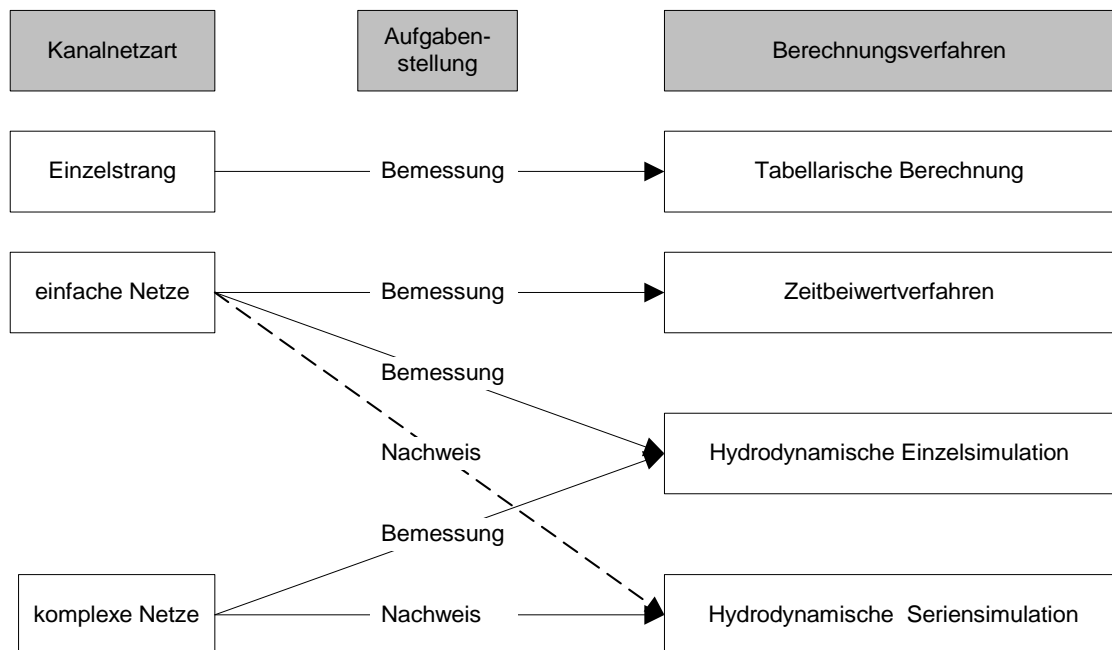 Kanalnetzart
Aufgaben-
stellung
Berechnungsverfahren
Einzelstrang
Bemessung
Tabellarische Berechnung
einfache Netze
Bemessung
Zeitbeiwertverfahren
Bemessung
Nachweis
Hydrodynamische Einzelsimulation
Bemessung
komplexe Netze
Nachweis
Hydrodynamische Seriensimulation